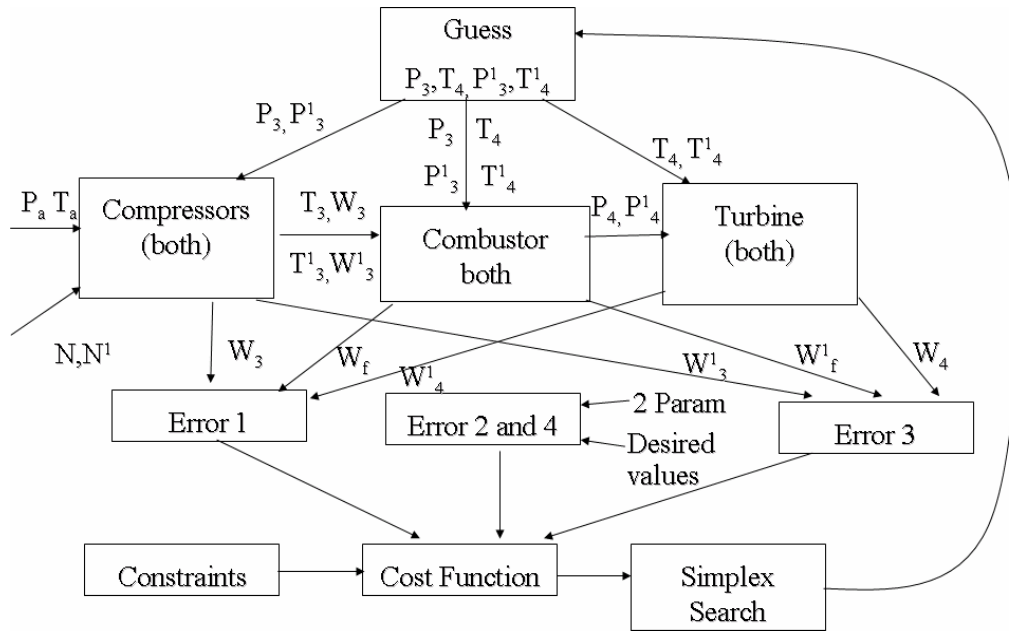 Guess
P₃,T₄,P¹₃,T¹₄
P₃, P¹₃
P₃ T₄
P¹₃ T¹₄
T₄, T¹₄
Pₐ Tₐ
Compressors
(both)
T₃,W₃
T¹₃,W¹₃
Combustor
both
P₄, P¹₄
Turbine
(both)
N,N¹
W₃
W_f
W¹₄
W¹₃
W¹_f
W₄
Error 1
Error 2 and 4
2 Param
Desired
values
Error 3
Constraints
Cost Function
Simplex
Search